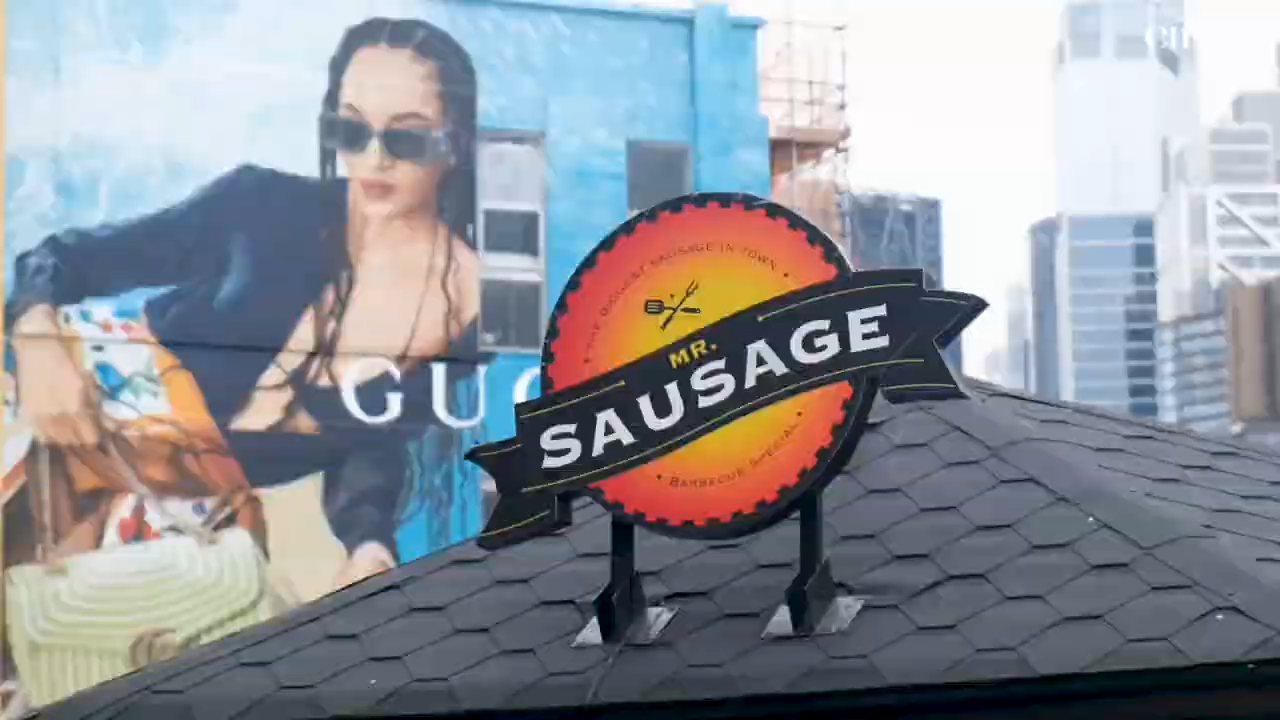 THE BIGGEST SAUSAGE IN TOWN
MR.
SAUSAGE
BARBECUE SPECIAL
GUC